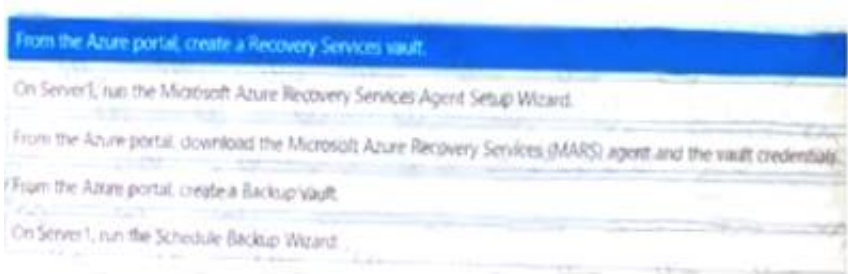 From the Azure portal, create a Recovery Services vault.
On Server1, run the Microsoft Azure Recovery Services Agent Setup Wizard.
From the Azure portal, download the Microsoft Azure Recovery Services (MARS) agent and the vault credentials.
From the Azure portal, create a Backup vault.
On Server1, run the Schedule Backup Wizard.